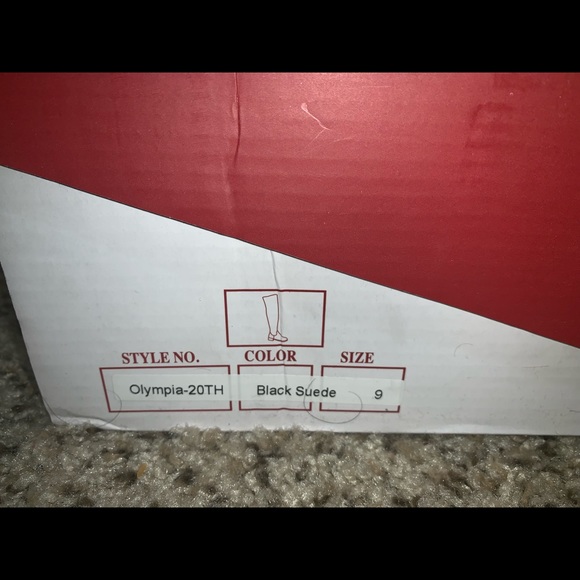 STYLE NO. COLOR SIZE
Olympia-20TH Black Suede 9